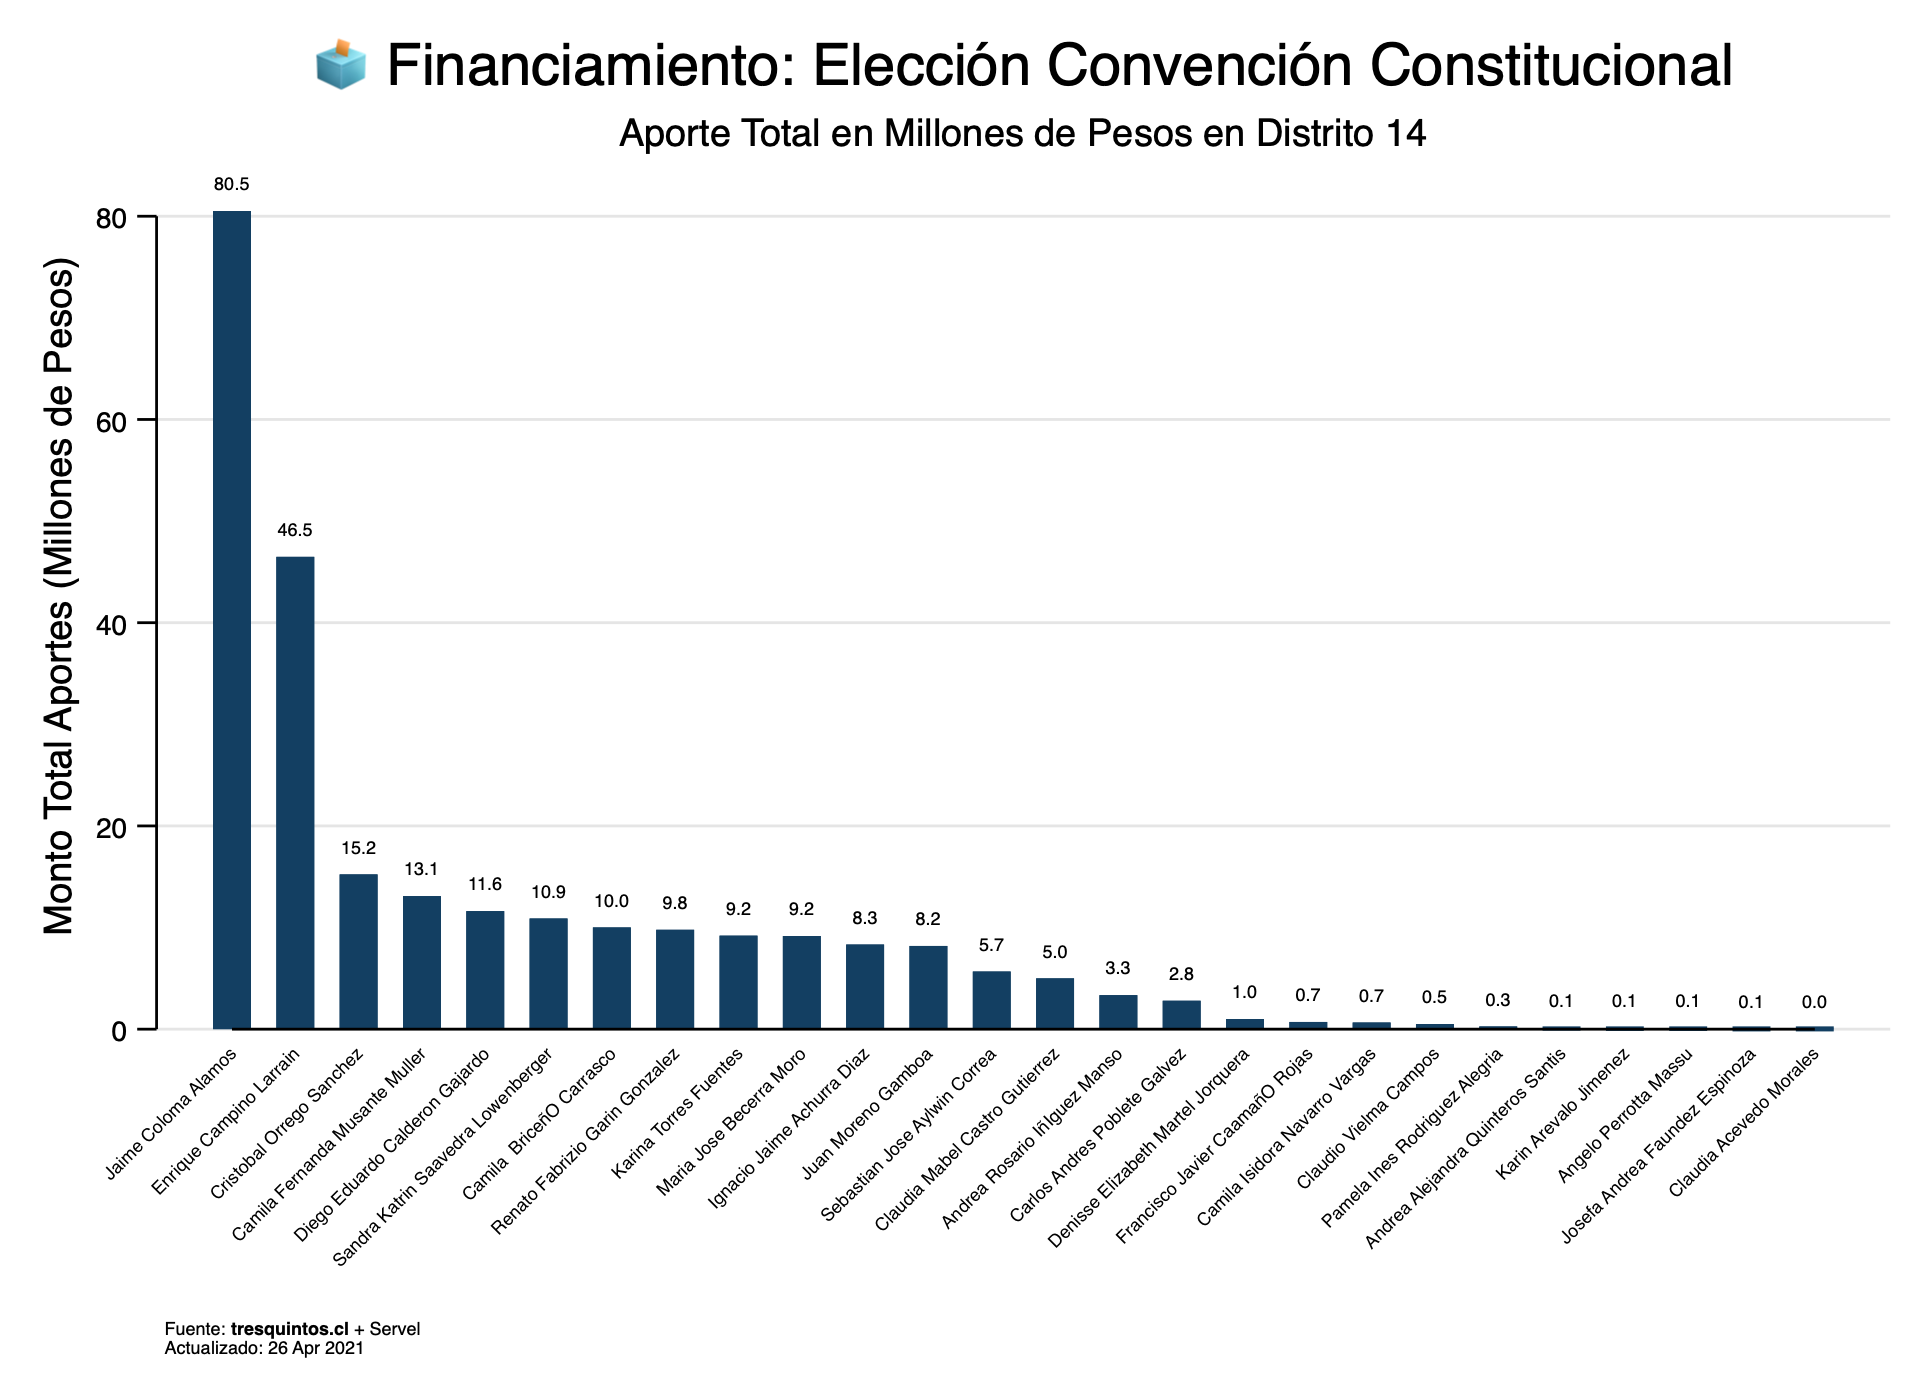 Financiamiento: Elección Convención Constitucional
Aporte Total en Millones de Pesos en Distrito 14
Monto Total Aportes (Millones de Pesos)
80
60
40
20
0
80.5
46.5
15.2
13.1
11.6
10.9
10.0
9.8
9.2
9.2
8.3
8.2
5.7
5.0
3.3
2.8
1.0
0.7
0.7
0.5
0.3
0.1
0.1
0.1
0.1
0.0
Jaime Coloma Alamos
Enrique Campino Larrain
Cristobal Orrego Sanchez
Camila Fernanda Musante Muller
Diego Eduardo Calderon Gajardo
Sandra Katrin Saavedra Lowenberger
Camila  BriceñO Carrasco
Renato Fabrizio Garin Gonzalez
Karina Torres Fuentes
Maria Jose Becerra Moro
Ignacio Jaime Achurra Diaz
Juan Moreno Gamboa
Sebastian Jose Aylwin Correa
Claudia Mabel Castro Gutierrez
Andrea Rosario Iñiguez Manso
Carlos Andres Poblete Galvez
Denisse Elizabeth Martel Jorquera
Francisco Javier CaamañO Rojas
Camila Isidora Navarro Vargas
Claudio Vielma Campos
Pamela Ines Rodriguez Alegria
Andrea Alejandra Quinteros Santis
Karin Arevalo Jimenez
Angelo Perrotta Massu
Josefa Andrea Faundez Espinoza
Claudia Acevedo Morales
Fuente: tresquintos.cl + Servel
Actualizado: 26 Apr 2021